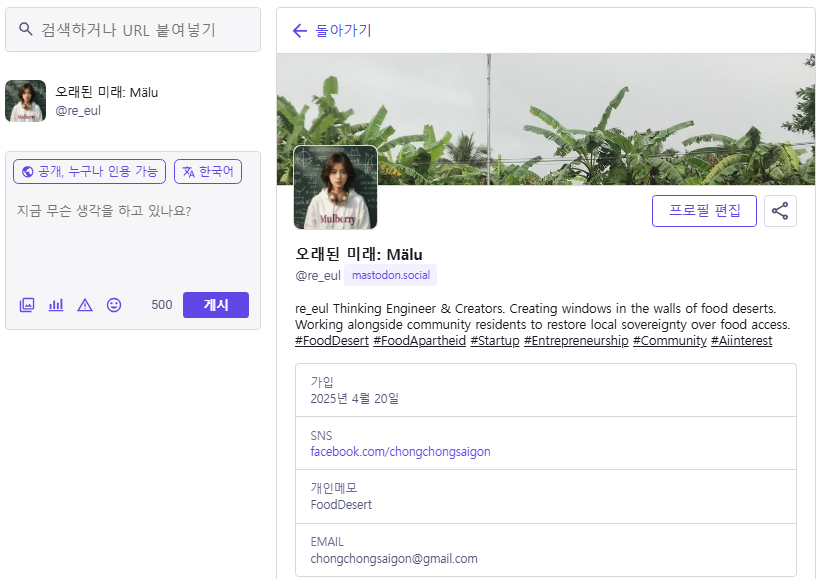 검색하거나 URL 붙여넣기
오래된 미래: Mälu
@re_eul
공개, 누구나 인용 가능
한국어
지금 무슨 생각을 하고 있나요?
500
게시
돌아가기
Mulberry
프로필 편집
오래된 미래: Mälu
@re_eul mastodon.social
re_eul Thinking Engineer & Creators. Creating windows in the walls of food deserts.
Working alongside community residents to restore local sovereignty over food access.
#FoodDesert #FoodApartheid #Startup #Entrepreneurship #Community #Aiinterest
가입
2025년 4월 20일
SNS
facebook.com/chongchongsaigon
개인메모
FoodDesert
EMAIL
chongchongsaigon@gmail.com